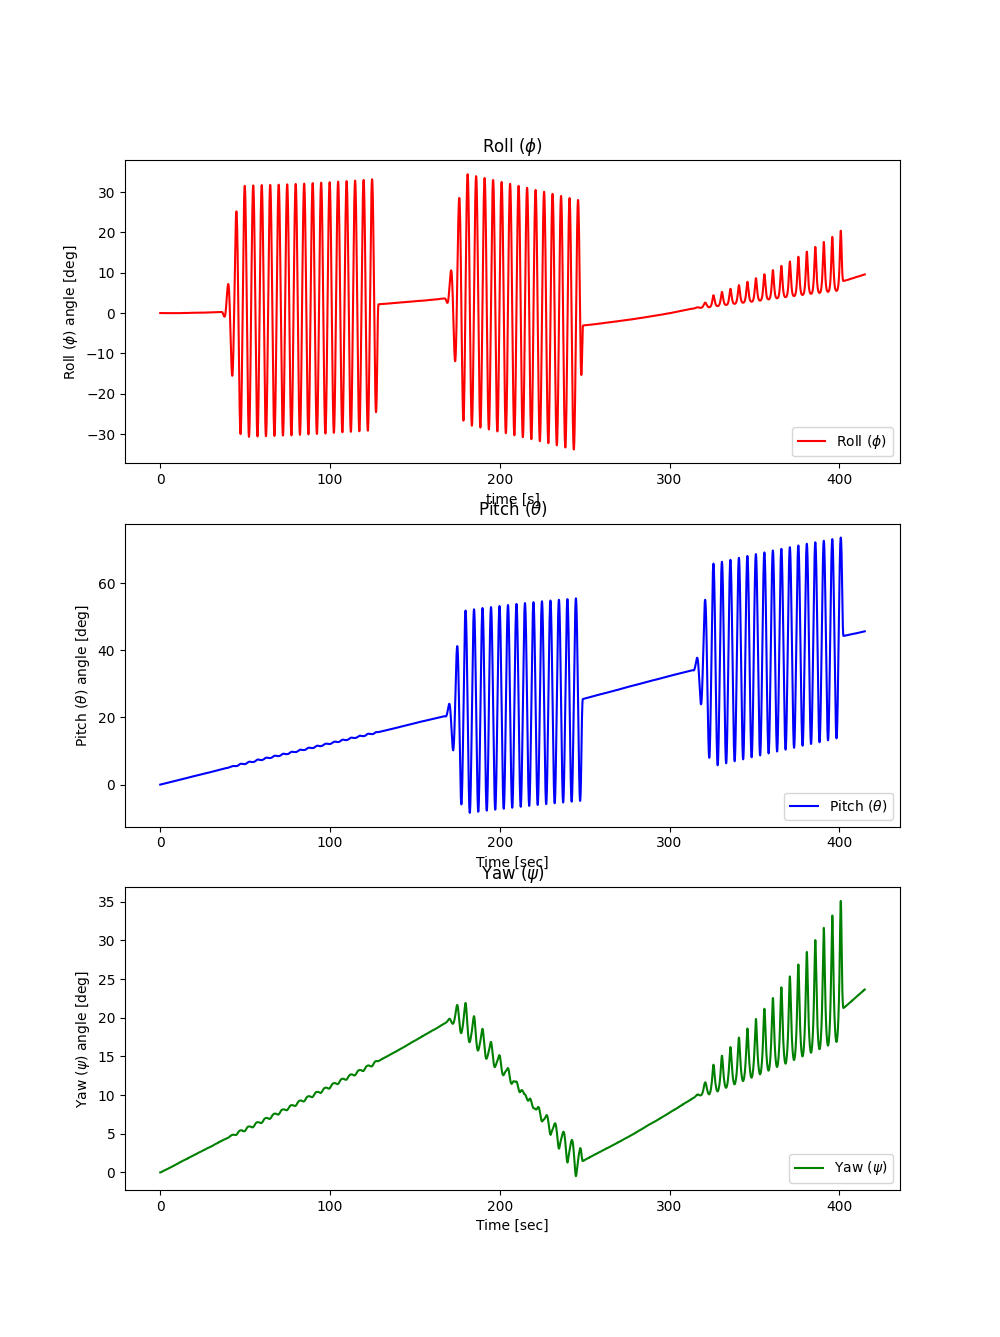 Roll (ϕ)
Roll (ϕ) angle [deg]
30
20
10
0
−10
−20
−30
Roll (ϕ)
0 100 200 300 400
time [s]
Pitch (θ)
Pitch (θ) angle [deg]
60
40
20
0
Pitch (θ)
0 100 200 300 400
Time [sec]
Yaw (ψ)
Yaw (ψ) angle [deg]
35
30
25
20
15
10
5
0
Yaw (ψ)
0 100 200 300 400
Time [sec]